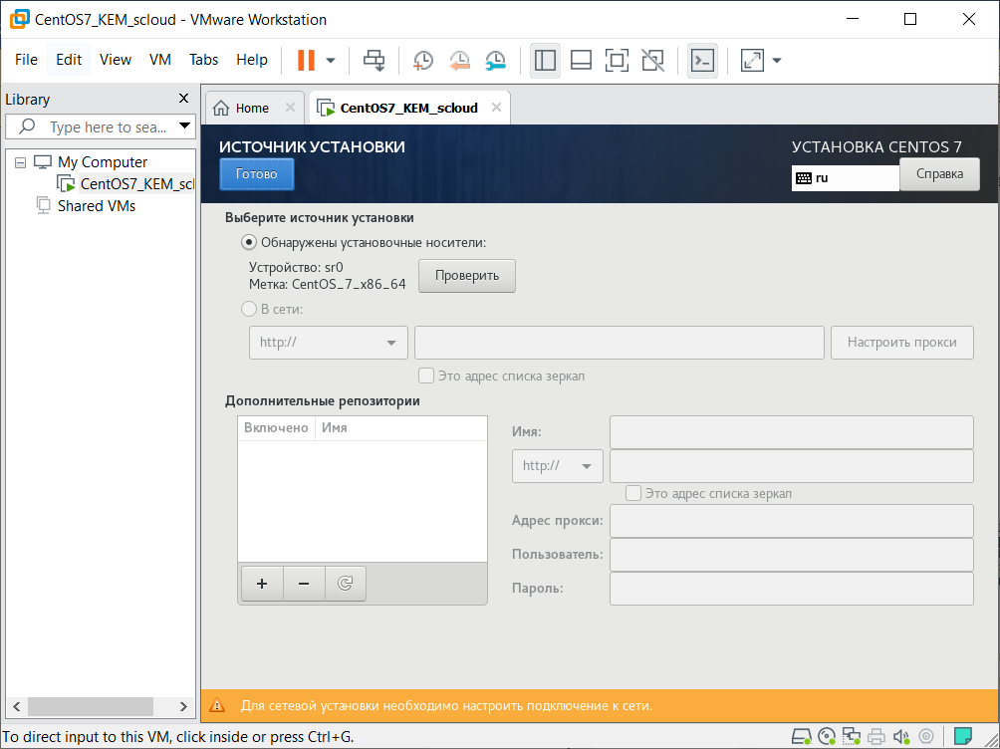 CentOS7_KEM_scloud - VMware Workstation
File Edit View VM Tabs Help
Library
Type here to sea...
My Computer
CentOS7_KEM_scl
Shared VMs
Home
CentOS7_KEM_scloud
ИСТОЧНИК УСТАНОВКИ
УСТАНОВКА CENTOS 7
Готово
ru
Справка
Выберите источник установки
Обнаружены установочные носители:
Устройство: sr0
Метка: CentOS_7_x86_64
Проверить
В сети:
http://
Настроить прокси
Это адрес списка зеркал
Дополнительные репозитории
Включено Имя
Имя:
http://
Это адрес списка зеркал
Адрес прокси:
Пользователь:
Пароль:
Для сетевой установки необходимо настроить подключение к сети.
To direct input to this VM, click inside or press Ctrl+G.